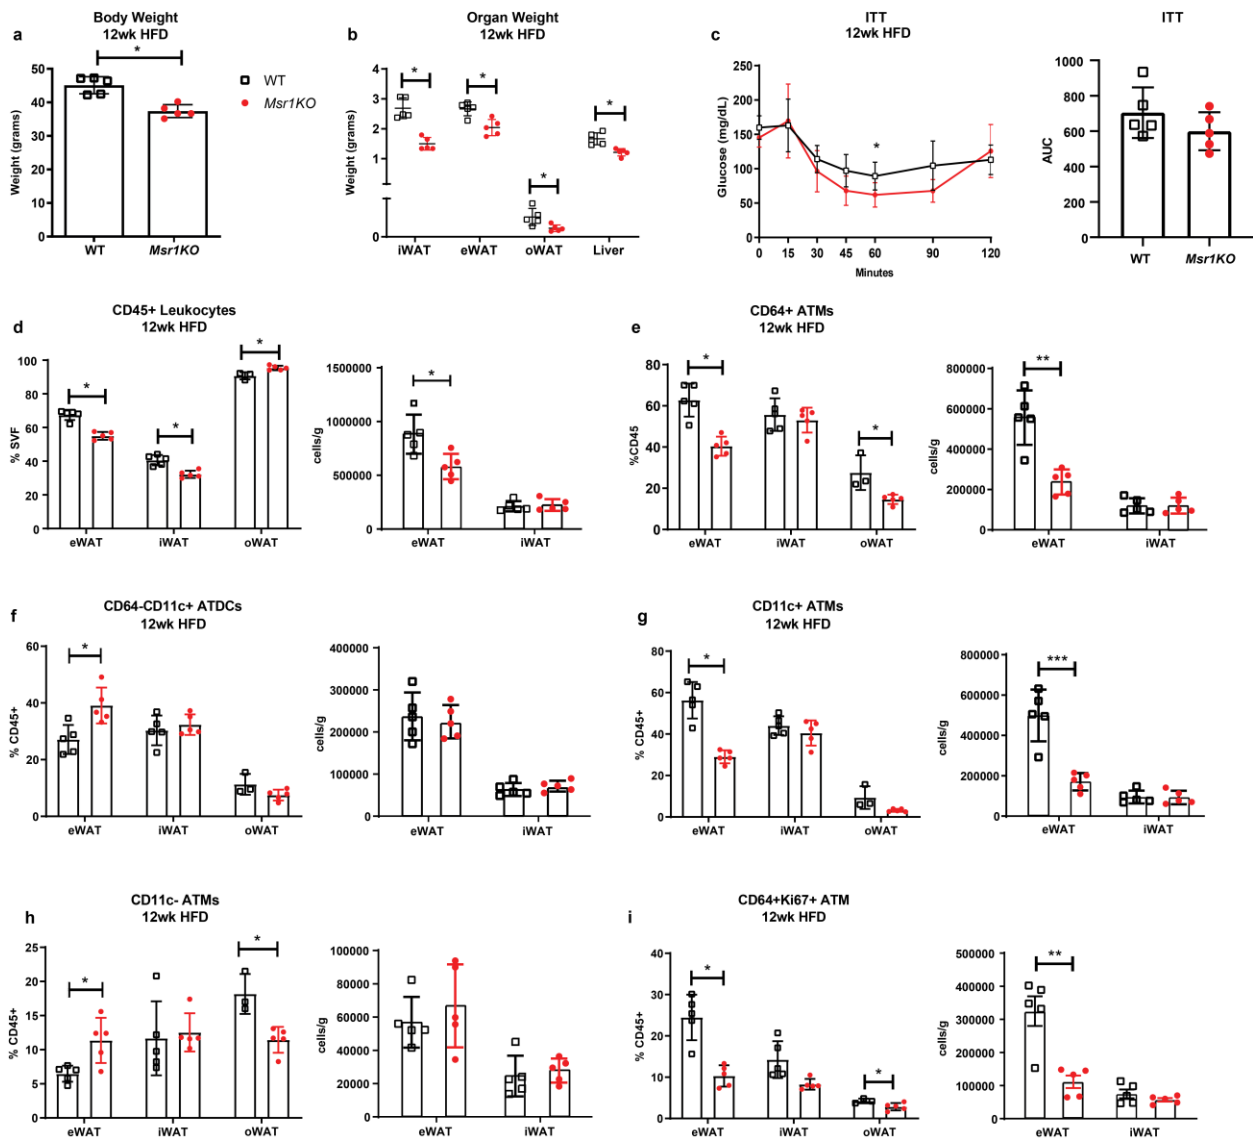 a
Body Weight
12wk HFD
*
Weight (grams)
50
40
30
20
10
0
WT
Msr1KO
WT
Msr1KO
b
Organ Weight
12wk HFD
*
*
*
*
Weight (grams)
4
3
2
1
0
iWAT
eWAT
oWAT
Liver
c
ITT
12wk HFD
*
Glucose (mg/dL)
250
200
150
100
50
0
0
15
30
45
60
90
120
Minutes
ITT
AUC
1000
800
600
400
200
0
WT
Msr1KO
d
CD45+ Leukocytes
12wk HFD
*
*
*
% SVF
100
80
60
40
20
0
eWAT
iWAT
oWAT
*
cells/g
1500000
1000000
500000
0
eWAT
iWAT
e
CD64+ ATMs
12wk HFD
*
*
%CD45
80
60
40
20
0
eWAT
iWAT
oWAT
**
cells/g
800000
600000
400000
200000
0
eWAT
iWAT
f
CD64-CD11c+ ATDCs
12wk HFD
*
% CD45+
60
40
20
0
eWAT
iWAT
oWAT
cells/g
400000
300000
200000
100000
0
eWAT
iWAT
g
CD11c+ ATMs
12wk HFD
*
% CD45+
80
60
40
20
0
eWAT
iWAT
oWAT
***
cells/g
800000
600000
400000
200000
0
eWAT
iWAT
h
CD11c- ATMs
12wk HFD
*
*
% CD45+
25
20
15
10
5
0
eWAT
iWAT
oWAT
cells/g
100000
80000
60000
40000
20000
0
eWAT
iWAT
i
CD64+Ki67+ ATM
12wk HFD
*
*
% CD45+
40
30
20
10
0
eWAT
iWAT
oWAT
**
cells/g
500000
400000
300000
200000
100000
0
eWAT
iWAT